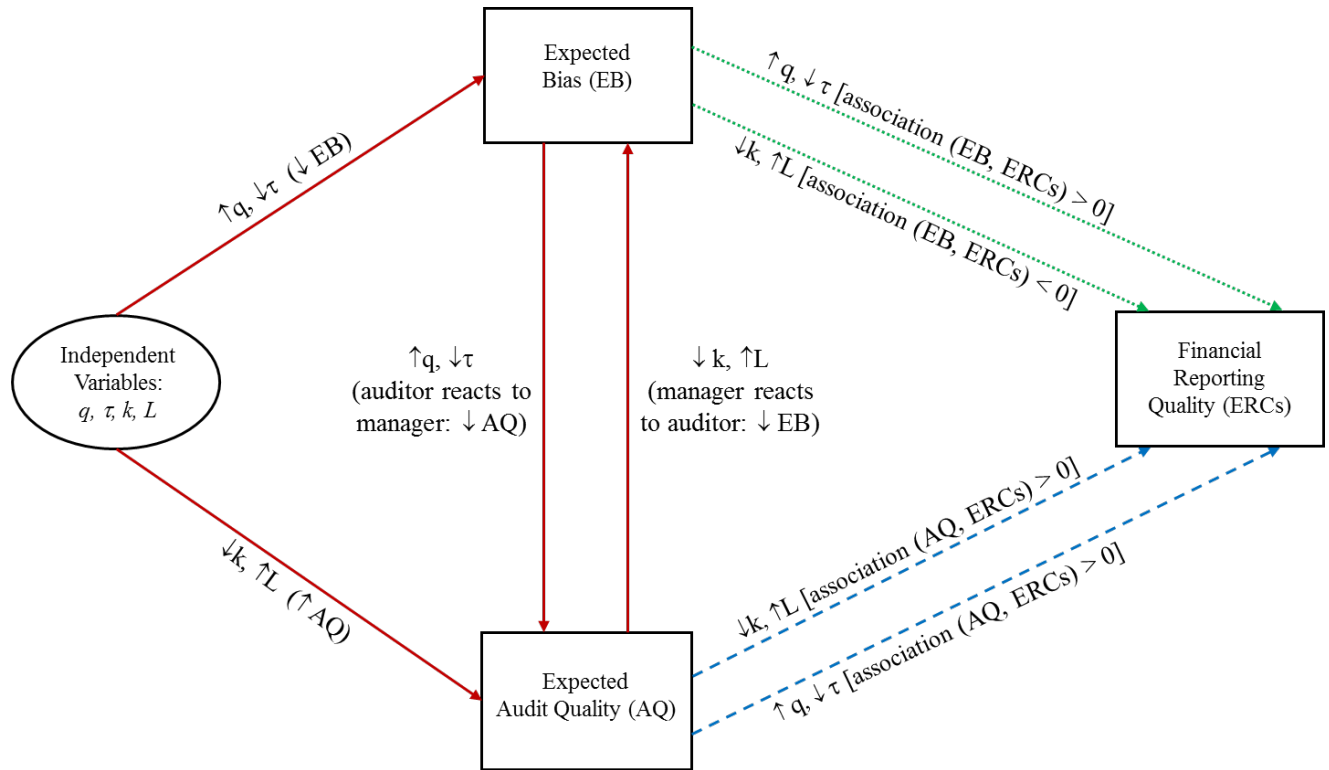 Expected
Bias (EB)
↑ q, ↓ τ [association (EB, ERCs) > 0]
↓k, ↑L [association (EB, ERCs) < 0]
↑q, ↓τ (↓ EB)
Independent
Variables:
q, τ, k, L
↑q, ↓τ
(auditor reacts to
manager: ↓ AQ)
↓ k, ↑L
(manager reacts
to auditor: ↓ EB)
Financial
Reporting
Quality (ERCs)
↓k, ↑L (↑ AQ)
↓k, ↑L [association (AQ, ERCs) > 0]
↑ q, ↓ τ [association (AQ, ERCs) > 0]
Expected
Audit Quality (AQ)